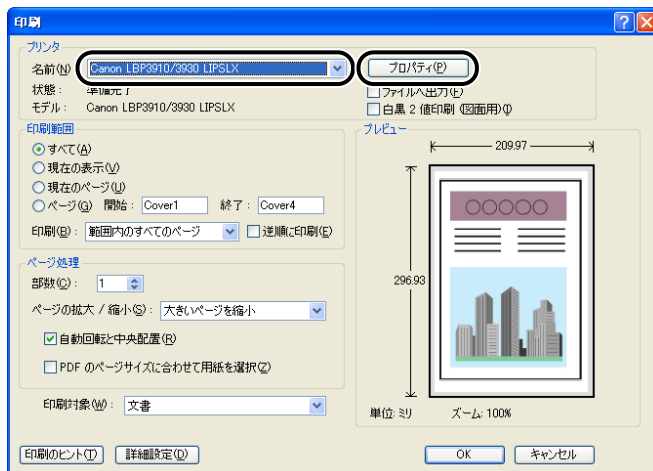 印刷
プリンタ
名前(N) Canon LBP3910/3930 LIPSLX プロパティ(P)
状態： 準備完了 ファイルへ出力(F)
モデル： Canon LBP3910/3930 LIPSLX 白黒 2 値印刷 (図面用)(I)
印刷範囲
すべて(A)
現在の表示(V)
現在のページ(U)
ページ(G) 開始： Cover1 終了： Cover4
印刷(B)： 範囲内のすべてのページ 逆順に印刷(E)
ページ処理
部数(C)： 1
ページの拡大 / 縮小(S)： 大きいページを縮小
自動回転と中央配置(R)
PDF のページサイズに合わせて用紙を選択(Z)
印刷対象(W)： 文書
プレビュー
209.97
296.93
単位: ミリ ズーム: 100%
印刷のヒント(T) 詳細設定(D) OK キャンセル